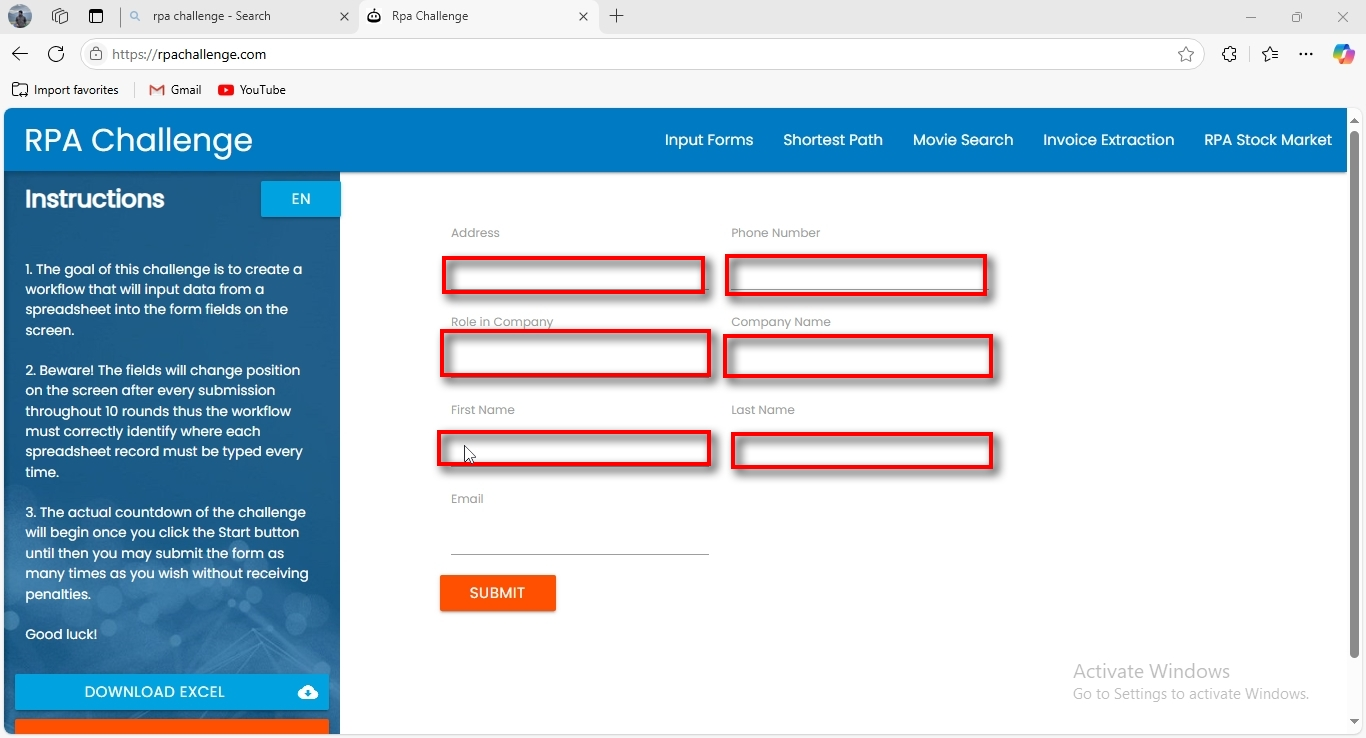 rpa challenge - Search
Rpa Challenge
https://rpachallenge.com
Import favorites
Gmail
YouTube
RPA Challenge
Input Forms
Shortest Path
Movie Search
Invoice Extraction
RPA Stock Market
Instructions
EN
1. The goal of this challenge is to create a
workflow that will input data from a
spreadsheet into the form fields on the
screen.
2. Beware! The fields will change position
on the screen after every submission
throughout 10 rounds thus the workflow
must correctly identify where each
spreadsheet record must be typed every
time.
3. The actual countdown of the challenge
will begin once you click the Start button
until then you may submit the form as
many times as you wish without receiving
penalties.
Good luck!
DOWNLOAD EXCEL
Address
Phone Number
Role in Company
Company Name
First Name
Last Name
Email
SUBMIT
Activate Windows
Go to Settings to activate Windows.